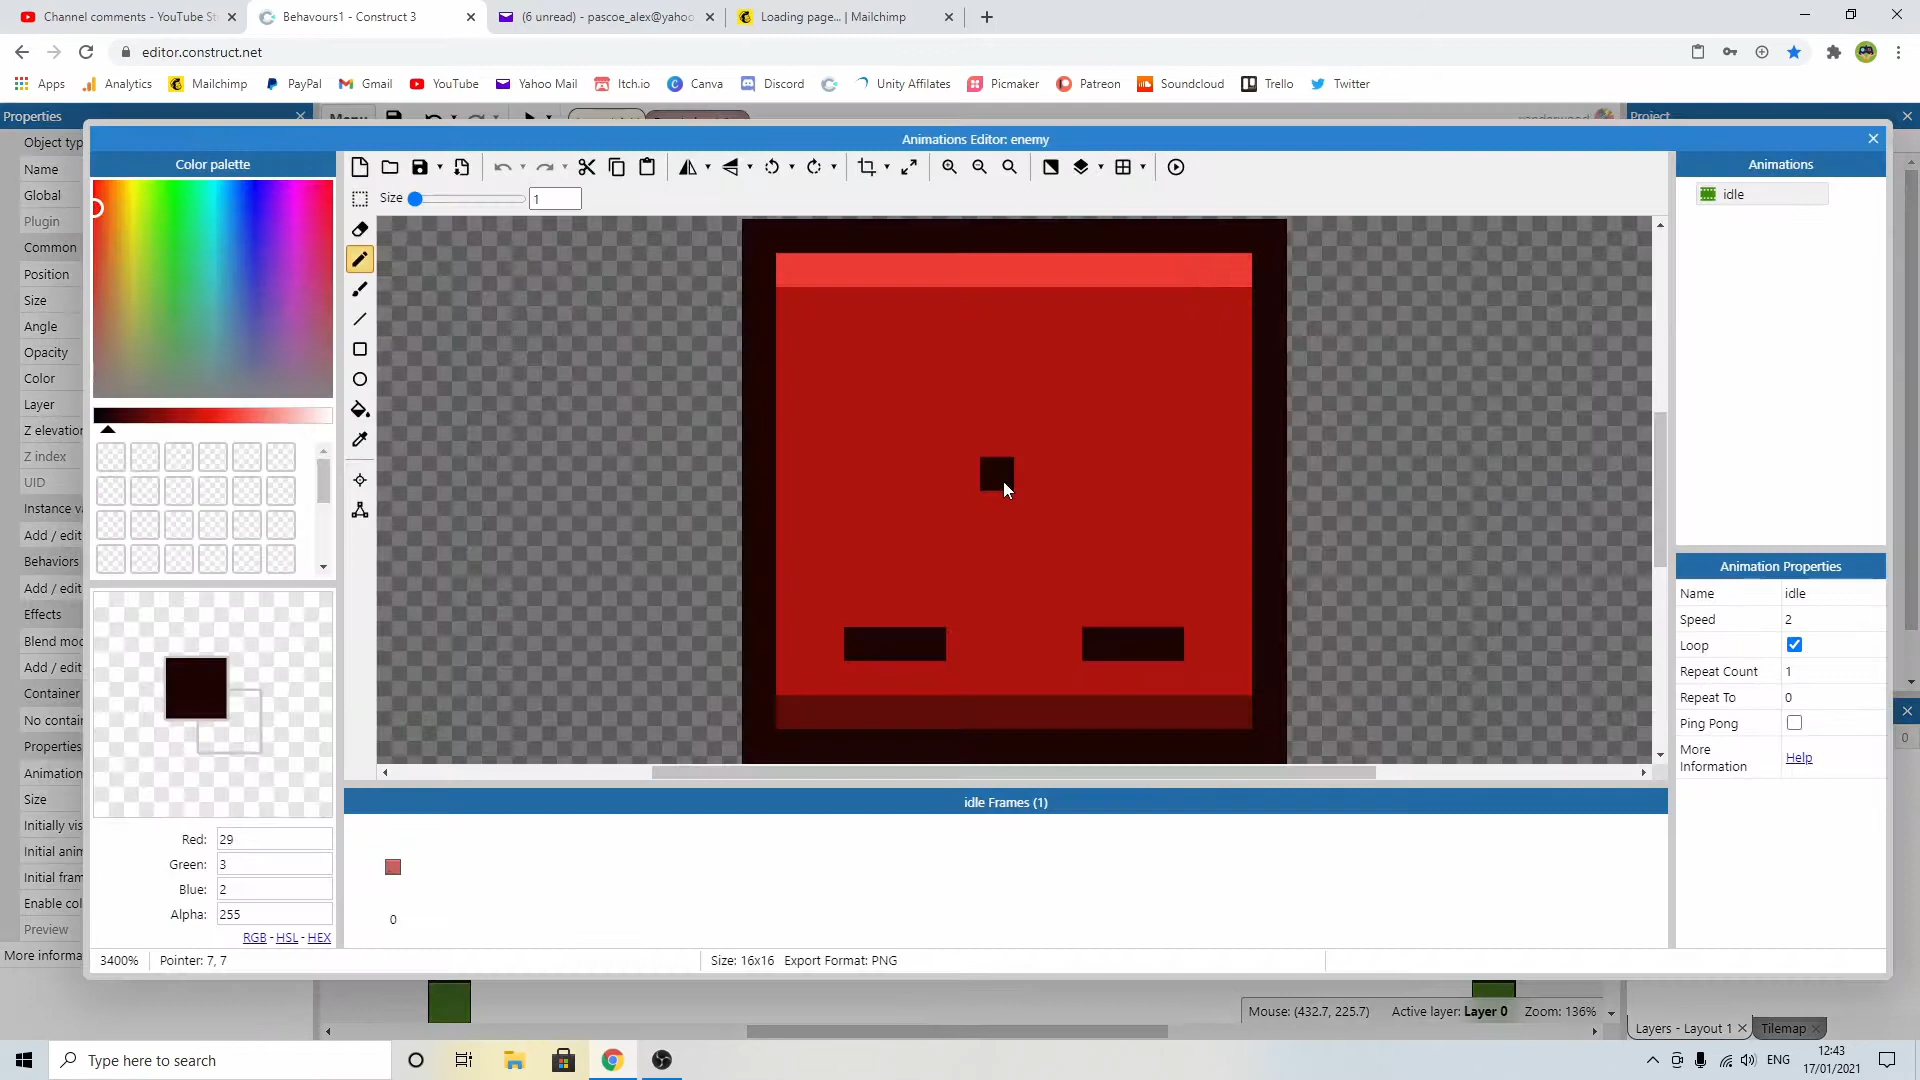 Channel comments - YouTube St
Behavours1 - Construct 3
(6 unread) - pascoe_alex@yahoo
Loading page... | Mailchimp
editor.construct.net
Apps Analytics Mailchimp PayPal Gmail YouTube Yahoo Mail Itch.io Canva Discord Unity Affilates Picmaker Patreon Soundcloud Trello Twitter
Properties
Menu
Project
Animations Editor: enemy
Color palette
Animations
Size 1
idle
Object typ
Name
Global
Plugin
Common
Position
Size
Angle
Opacity
Color
Layer
Z elevation
Z index
UID
Instance va
Add / edit
Behaviors
Add / edit
Effects
Blend mod
Add / edit
Container
No contain
Properties
Animation
Size
Initially vis
Initial anim
Initial fram
Enable col
Preview
More informa
Animation Properties
Name idle
Speed 2
Loop
Repeat Count 1
Repeat To 0
Ping Pong
More Information Help
0
idle Frames (1)
0
Red: 29
Green: 3
Blue: 2
Alpha: 255
RGB - HSL - HEX
3400% Pointer: 7, 7 Size: 16x16 Export Format: PNG
Mouse: (432.7, 225.7) Active layer: Layer 0 Zoom: 136%
Layers - Layout 1 Tilemap
Type here to search
ENG
12:43
17/01/2021